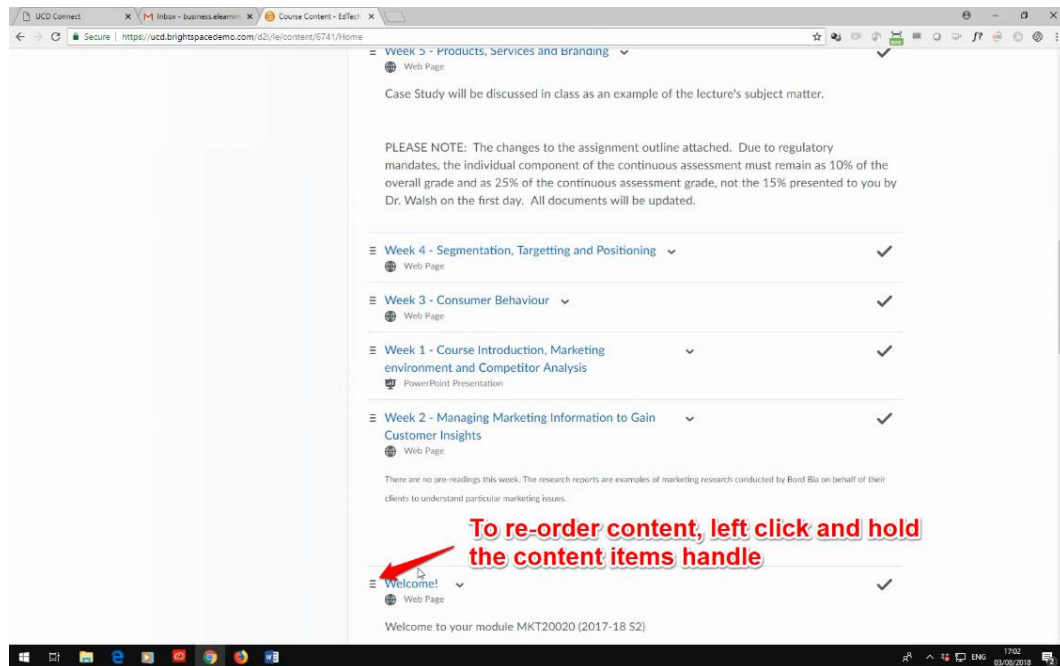 UCD Connect
Inbox - business.elearning
Course Content - EdTech
Secure | https://ucd.brightspacedemo.com/d2l/le/content/6741/Home
Week 5 - Products, Services and Branding
Web Page
Case Study will be discussed in class as an example of the lecture's subject matter.
PLEASE NOTE: The changes to the assignment outline attached. Due to regulatory
mandates, the individual component of the continuous assessment must remain as 10% of the
overall grade and as 25% of the continuous assessment grade, not the 15% presented to you by
Dr. Walsh on the first day. All documents will be updated.
Week 4 - Segmentation, Targetting and Positioning
Web Page
Week 3 - Consumer Behaviour
Web Page
Week 1 - Course Introduction, Marketing
environment and Competitor Analysis
PowerPoint Presentation
Week 2 - Managing Marketing Information to Gain
Customer Insights
Web Page
There are no pre-readings this week. The research reports are examples of marketing research conducted by Bord Bia on behalf of their
clients to understand particular marketing issues.
To re-order content, left click and hold
the content items handle
Welcome!
Web Page
Welcome to your module MKT20020 (2017-18 S2)
ENG
17:02
03/08/2018